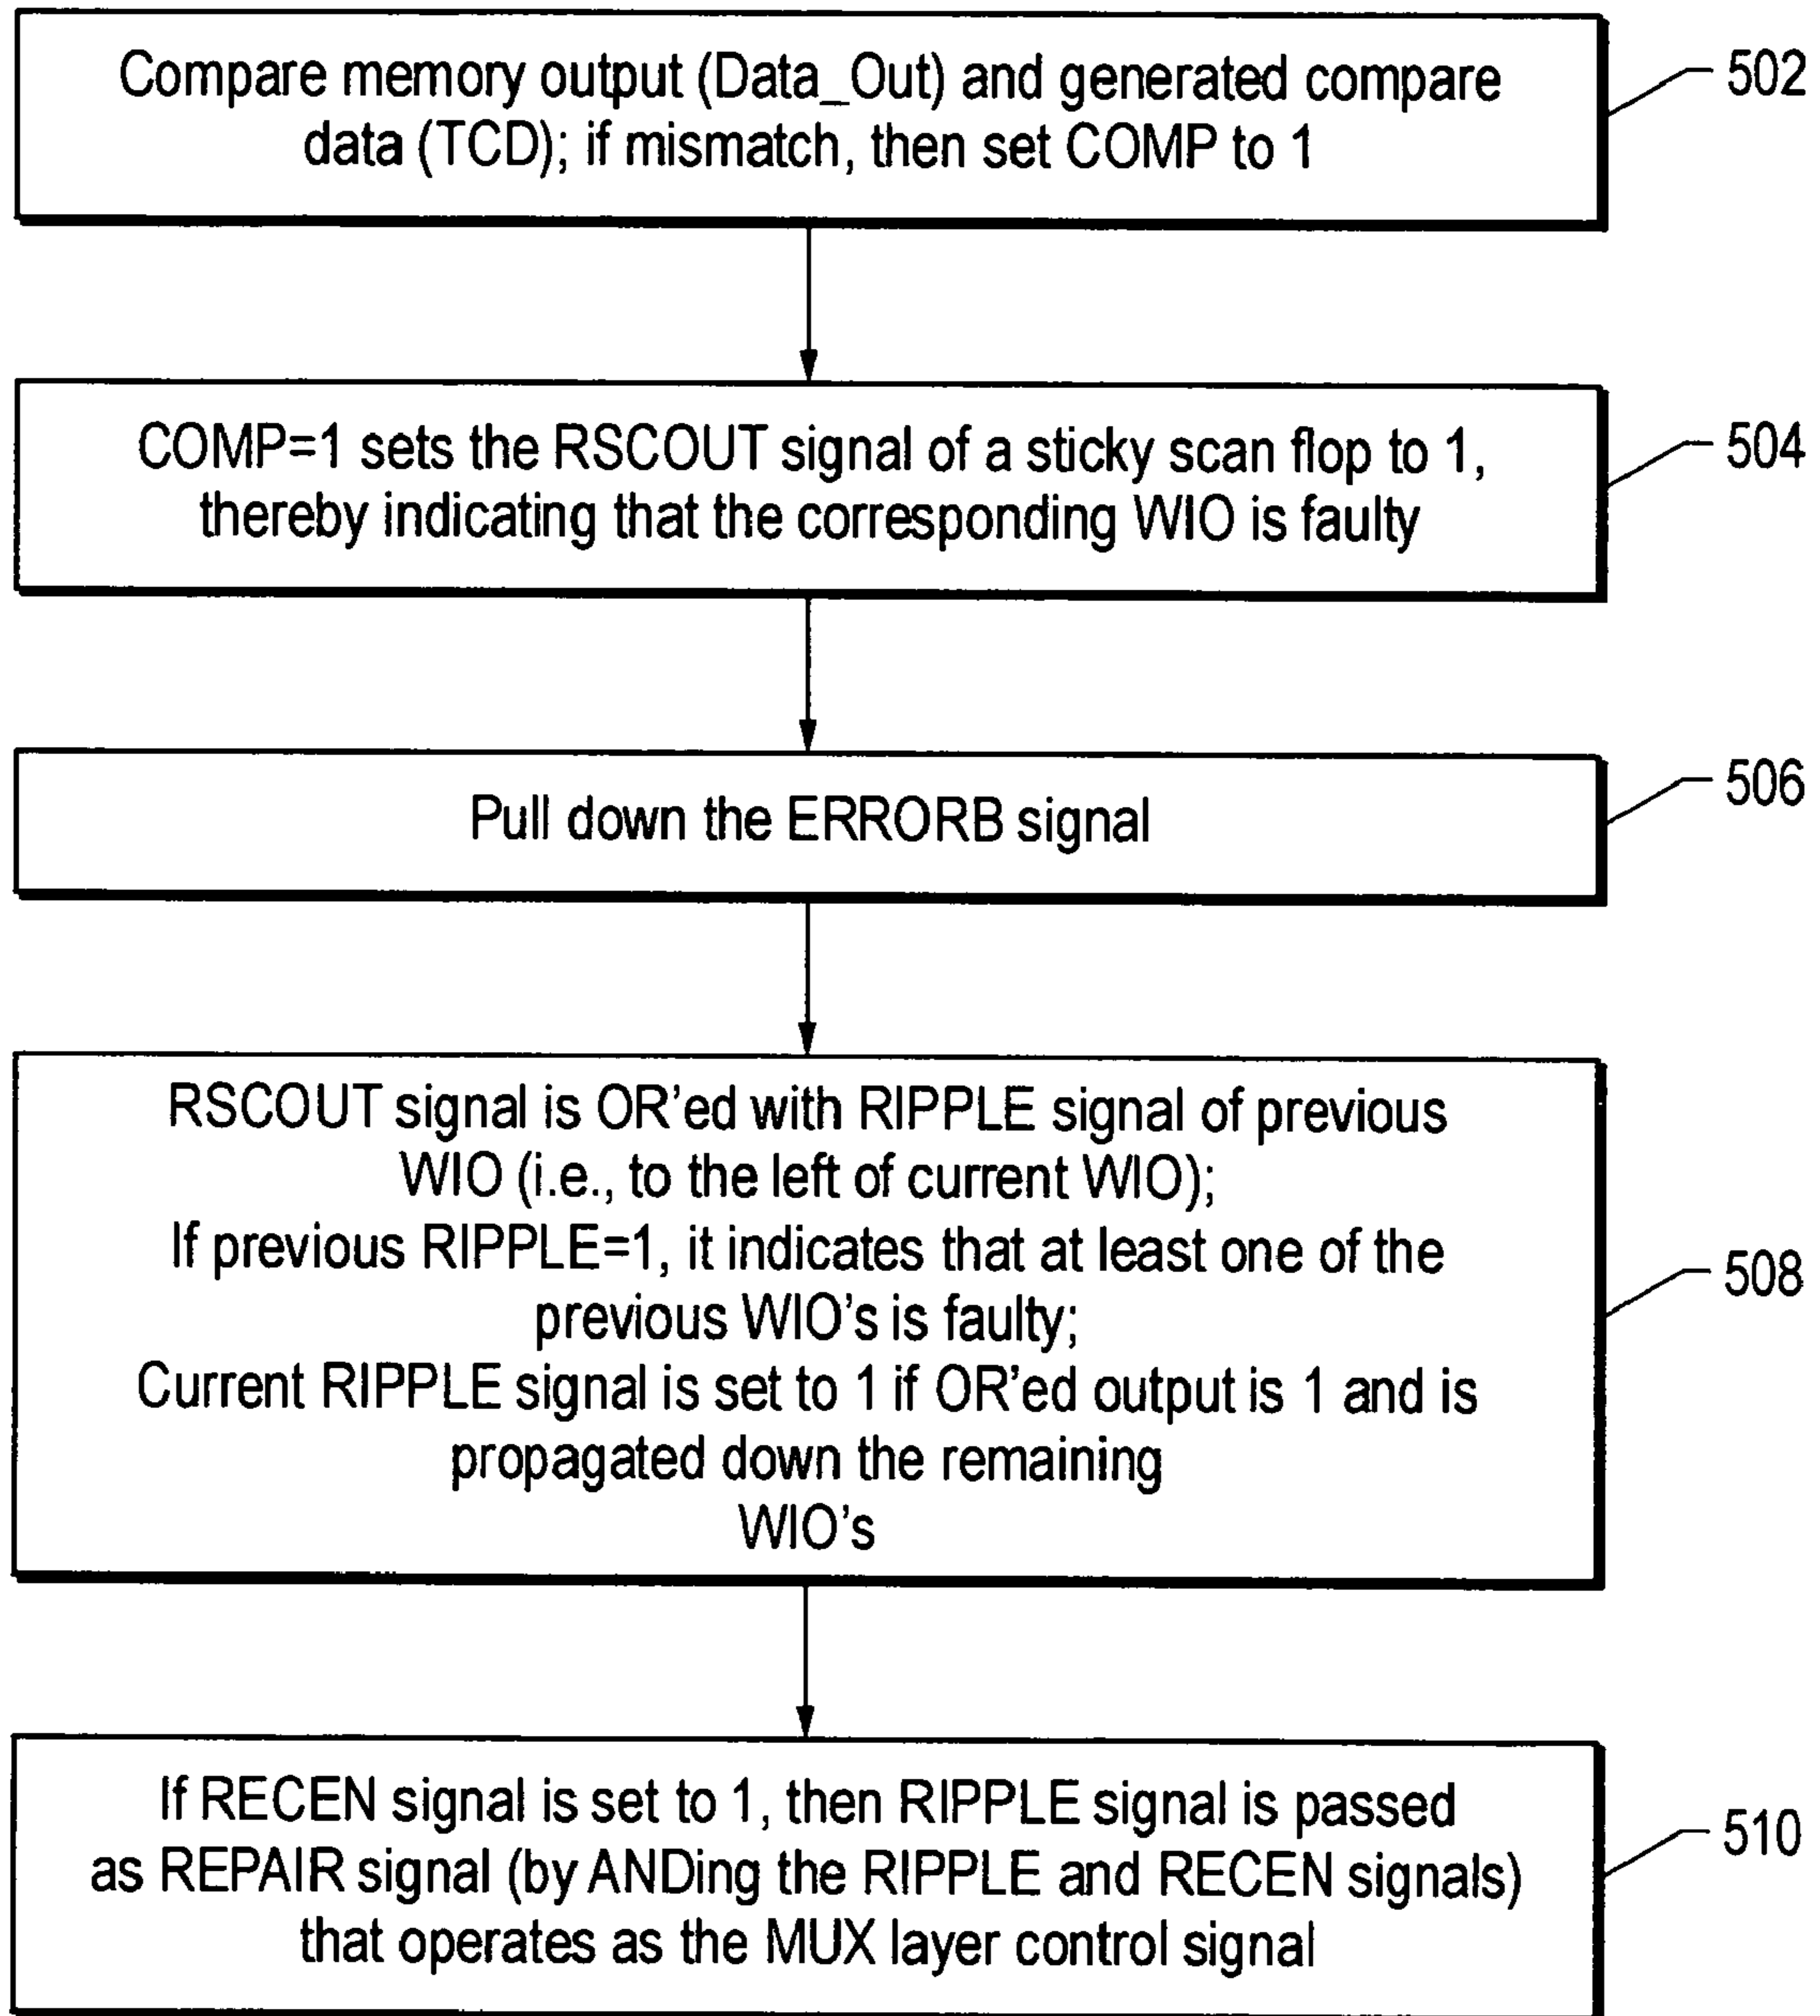 Compare memory output (Data_Out) and generated compare
data (TCD); if mismatch, then set COMP to 1
502
COMP=1 sets the RSCOUT signal of a sticky scan flop to 1,
thereby indicating that the corresponding WIO is faulty
504
Pull down the ERRORB signal
506
RSCOUT signal is OR’ed with RIPPLE signal of previous
WIO (i.e., to the left of current WIO);
If previous RIPPLE=1, it indicates that at least one of the
previous WIO’s is faulty;
Current RIPPLE signal is set to 1 if OR’ed output is 1 and is
propagated down the remaining
WIO’s
508
If RECEN signal is set to 1, then RIPPLE signal is passed
as REPAIR signal (by ANDing the RIPPLE and RECEN signals)
that operates as the MUX layer control signal
510